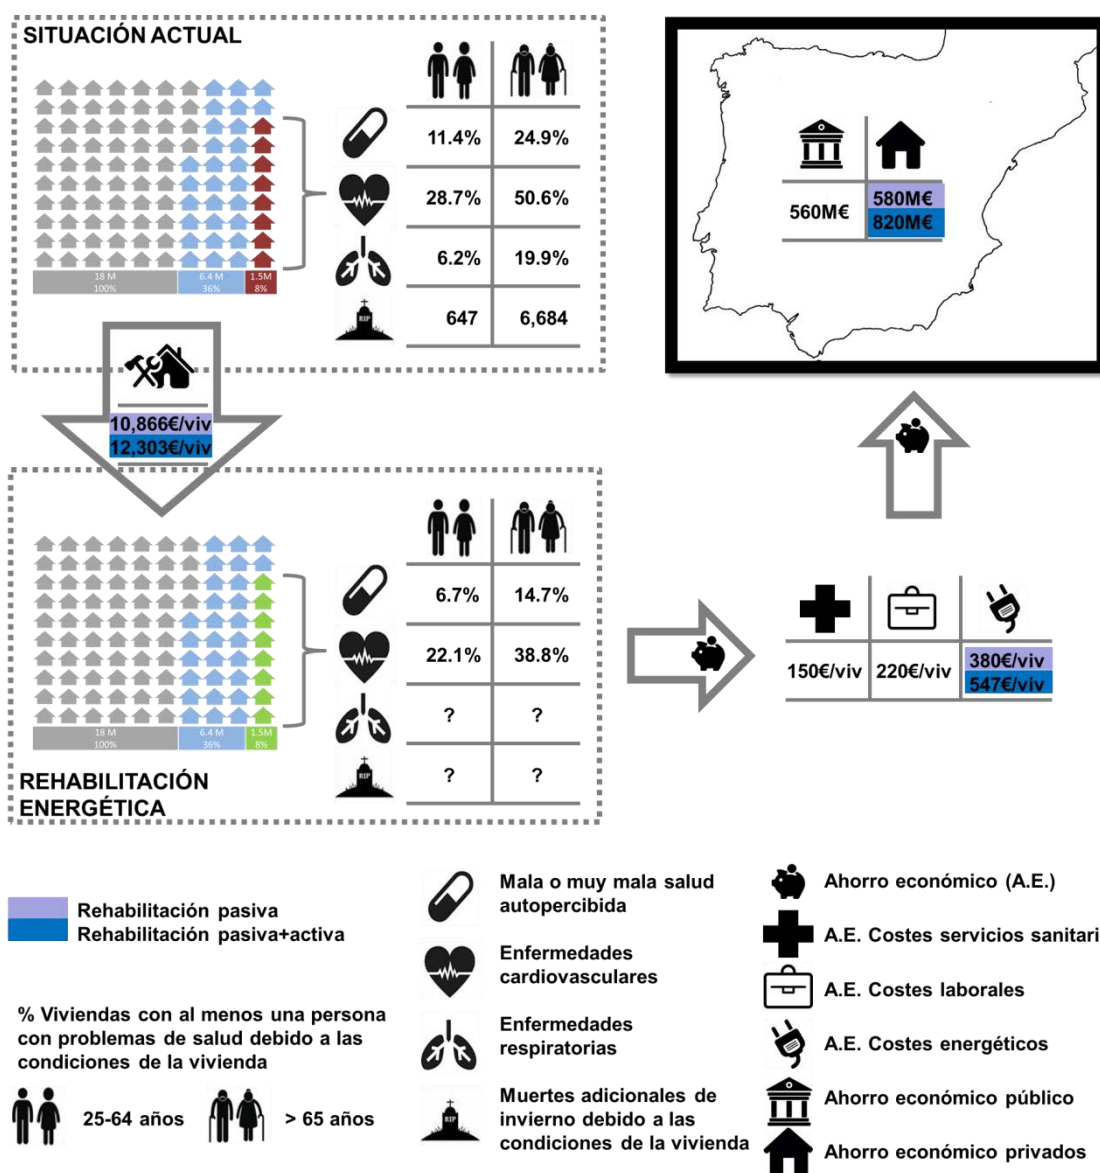 SITUACIÓN ACTUAL
11.4% 24.9%
28.7% 50.6%
6.2% 19.9%
RIP
647 6,684
18 M 6.4 M 1.5M
100% 36% 8%
560M€
580M€
820M€
10,866€/viv
12,303€/viv
6.7% 14.7%
22.1% 38.8%
? ?
RIP
? ?
18 M 6.4 M 1.5M
100% 36% 8%
REHABILITACIÓN
ENERGÉTICA
150€/viv 220€/viv
380€/viv
547€/viv
Rehabilitación pasiva
Rehabilitación pasiva+activa
% Viviendas con al menos una persona
con problemas de salud debido a las
condiciones de la vivienda
25-64 años > 65 años
Mala o muy mala salud
autopercibida
Enfermedades
cardiovasculares
Enfermedades
respiratorias
RIP
Muertes adicionales de
invierno debido a las
condiciones de la vivienda
Ahorro económico (A.E.)
A.E. Costes servicios sanitari
A.E. Costes laborales
A.E. Costes energéticos
Ahorro económico público
Ahorro económico privados